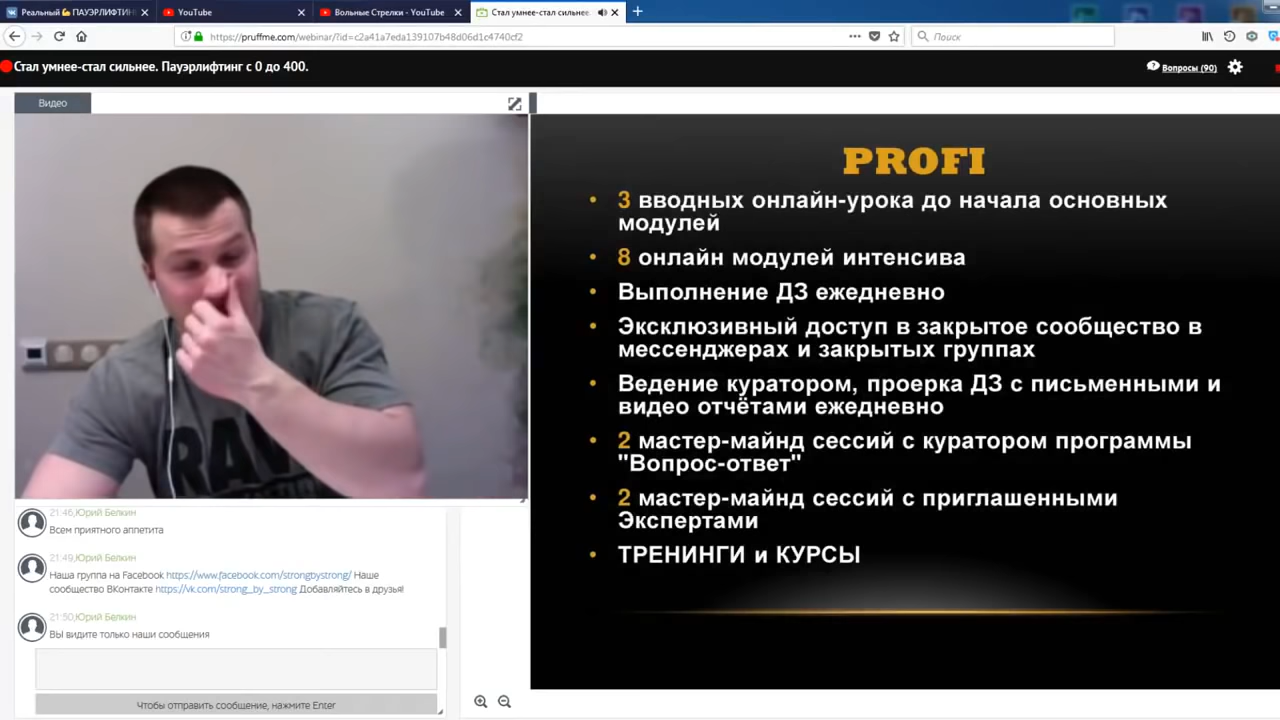 Реальный 💪 ПАУЭРЛИФТИН
YouTube
Вольные Стрелки - YouTube
Стал умнее-стал сильнее.
https://pruffme.com/webinar/?id=c2a41a7eda139107b48d06d1c4740cf2
Поиск
Стал умнее-стал сильнее. Пауэрлифтинг с 0 до 400.
Вопросы (90)
Видео
RAW
PROFI
• 3 вводных онлайн-урока до начала основных
модулей
• 8 онлайн модулей интенсива
• Выполнение ДЗ ежедневно
• Эксклюзивный доступ в закрытое сообщество в
мессенджерах и закрытых группах
• Ведение куратором, проерка ДЗ с письменными и
видео отчётами ежедневно
• 2 мастер-майнд сессий с куратором программы
"Вопрос-ответ"
• 2 мастер-майнд сессий с приглашенными
Экспертами
• ТРЕНИНГИ и КУРСЫ
21:46,Юрий Белкин
Всем приятного аппетита
21:49,Юрий Белкин
Наша группа на Facebook https://www.facebook.com/strongbystrong/ Наше
сообщество ВКонтакте https://vk.com/strong_by_strong Добавляйтесь в друзья!
21:50,Юрий Белкин
ВЫ видите только наши сообщения
Чтобы отправить сообщение, нажмите Enter